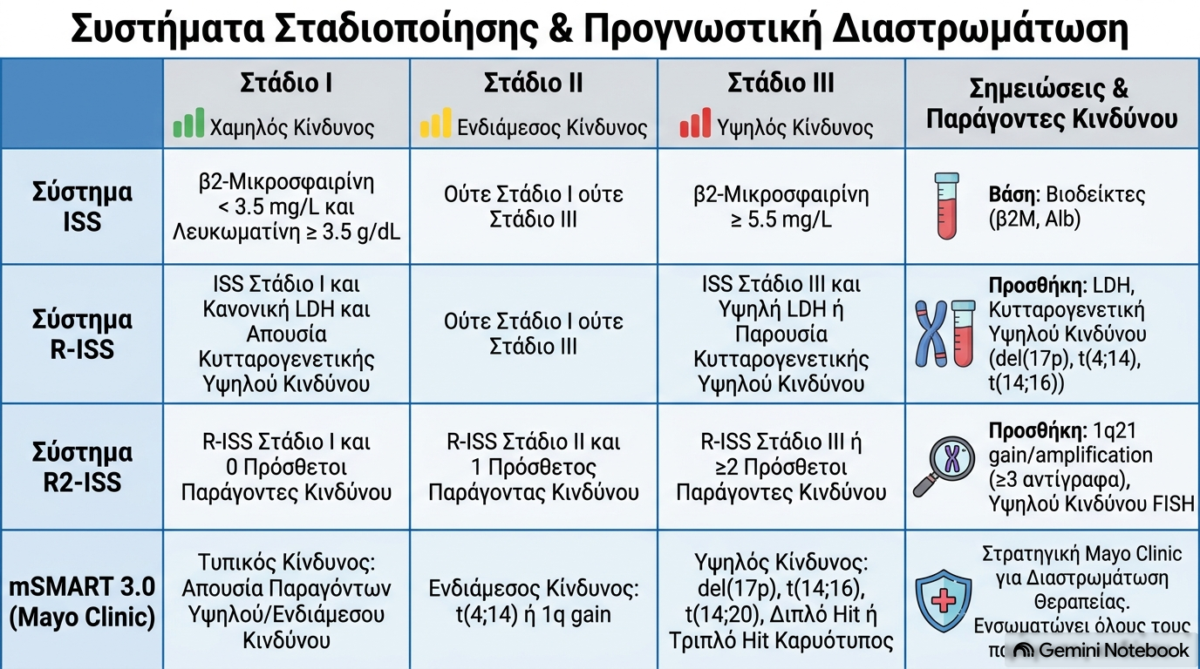 Συστήματα Σταδιοποίησης & Προγνωστική Διαστρωμάτωση
Στάδιο I
Χαμηλός Κίνδυνος
Στάδιο II
Ενδιάμεσος Κίνδυνος
Στάδιο III
Υψηλός Κίνδυνος
Σημειώσεις &
Παράγοντες Κινδύνου
Σύστημα
ISS
β2-Μικροσφαιρίνη
< 3.5 mg/L και
Λευκωματίνη ≥ 3.5 g/dL
Ούτε Στάδιο I ούτε
Στάδιο III
β2-Μικροσφαιρίνη
≥ 5.5 mg/L
Βάση: Βιοδείκτες
(β2M, Alb)
Σύστημα
R-ISS
ISS Στάδιο I και
Κανονική LDH και
Απουσία
Κυτταρογενετικής
Υψηλού Κινδύνου
Ούτε Στάδιο I ούτε
Στάδιο III
ISS Στάδιο III και
Υψηλή LDH ή
Παρουσία
Κυτταρογενετικής
Υψηλού Κινδύνου
Προσθήκη: LDH,
Κυτταρογενετική
Υψηλού Κινδύνου
(del(17p), t(4;14),
t(14;16))
Σύστημα
R2-ISS
R-ISS Στάδιο I και
0 Πρόσθετοι
Παράγοντες Κινδύνου
R-ISS Στάδιο II και
1 Πρόσθετος
Παράγοντας Κινδύνου
R-ISS Στάδιο III ή
≥2 Πρόσθετοι
Παράγοντες Κινδύνου
Προσθήκη: 1q21
gain/amplification
(≥3 αντίγραφα),
Υψηλού Κινδύνου FISH
mSMART 3.0
(Mayo Clinic)
Τυπικός Κίνδυνος:
Απουσία Παραγόντων
Υψηλού/Ενδιάμεσου
Κινδύνου
Ενδιάμεσος Κίνδυνος:
t(4;14) ή 1q gain
Υψηλός Κίνδυνος:
del(17p), t(14;16),
t(14;20), Διπλό Hit ή
Τριπλό Hit Καρυότυπος
Στρατηγική Mayo Clinic
για Διαστρωμάτωση
Θεραπείας.
Ενσωματώνει όλους τους
Gemini Notebook